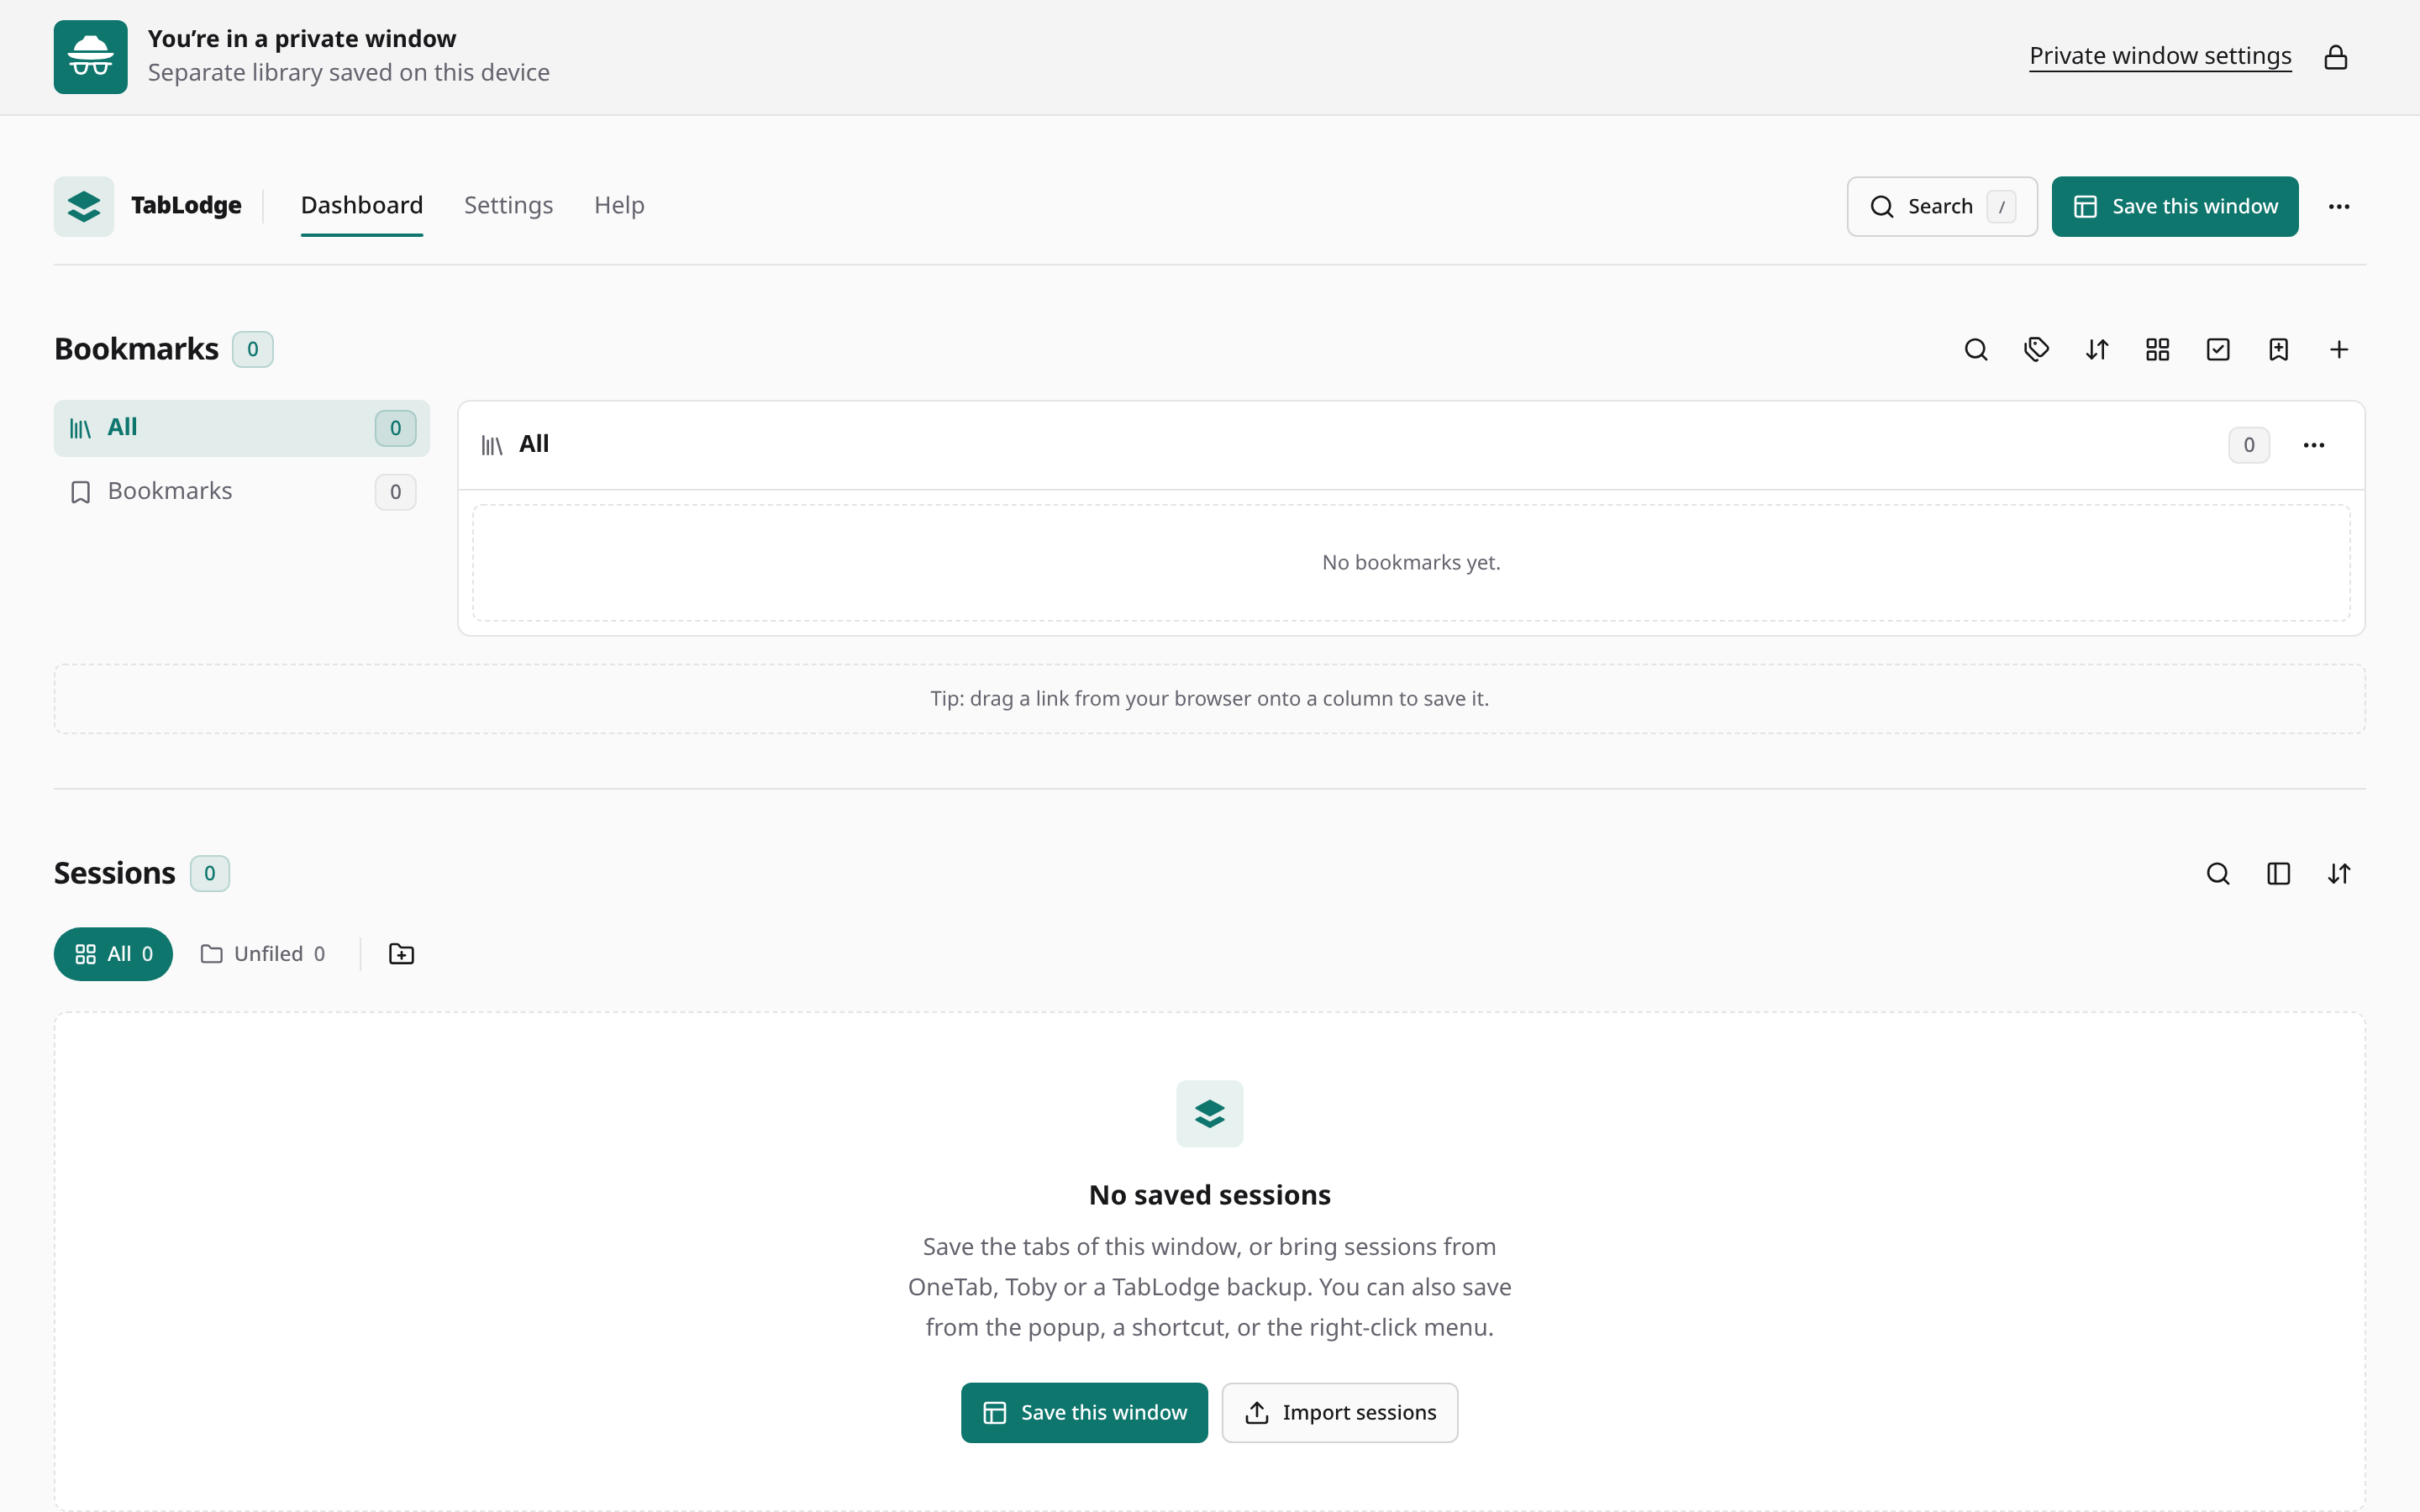 You’re in a private window
Separate library saved on this device
Private window settings
TabLodge
Dashboard
Settings
Help
Search /
Save this window
Bookmarks 0
All 0
Bookmarks 0
All
0
No bookmarks yet.
Tip: drag a link from your browser onto a column to save it.
Sessions 0
All 0
Unfiled 0
No saved sessions
Save the tabs of this window, or bring sessions from
OneTab, Toby or a TabLodge backup. You can also save
from the popup, a shortcut, or the right-click menu.
Save this window
Import sessions